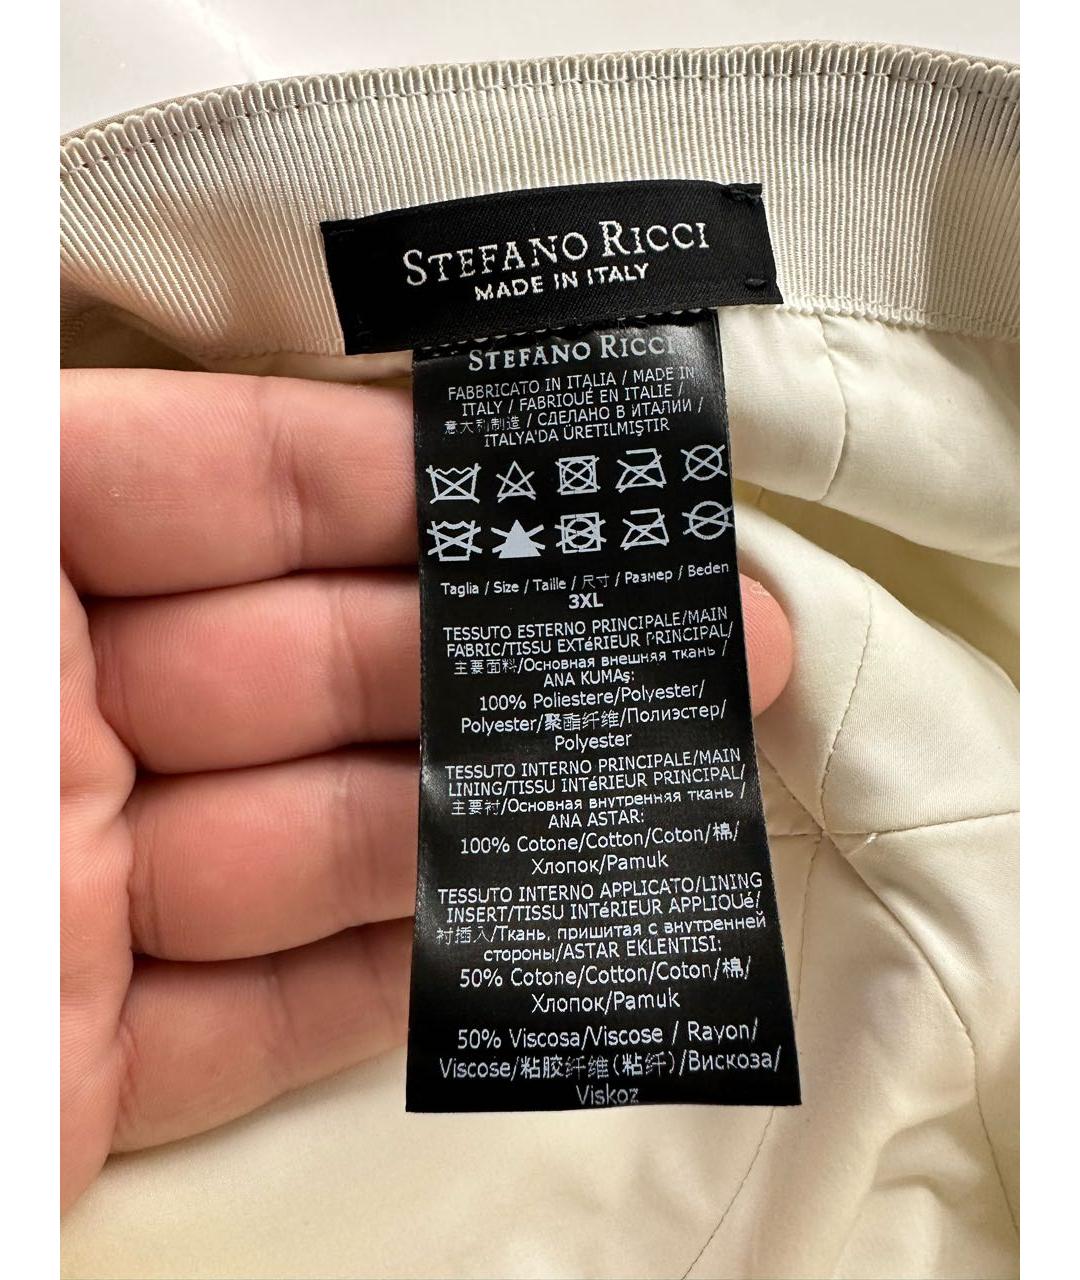 STEFANO RICCI
MADE IN ITALY
STEFANO RICCI
FABBRICATO IN ITALIA / MADE IN
ITALY / FABRIQUÉ EN ITALIE /
意大利制造 / СДЕЛАНО В ИТАЛИИ /
ITALYA'DA ÜRETILMIŞTIR
Taglia / Size / Taille / 尺寸 / Размер / Beden
3XL
TESSUTO ESTERNO PRINCIPALE/MAIN
FABRIC/TISSU EXTéRIEUR PRINCIPAL/
主要面料/Основная внешняя ткань /
ANA KUMAş:
100% Poliestere/Polyester/
Polyester/聚酯纤维/Полиэстер/
Polyester
TESSUTO INTERNO PRINCIPALE/MAIN
LINING/TISSU INTéRIEUR PRINCIPAL/
主要衬/Основная внутренняя ткань /
ANA ASTAR:
100% Cotone/Cotton/Coton/棉/
Хлопок/Pamuk
TESSUTO INTERNO APPLICATO/LINING
INSERT/TISSU INTéRIEUR APPLIQUé/
衬插入/Ткань, пришитая с внутренней
стороны/ASTAR EKLENTISI:
50% Cotone/Cotton/Coton/棉/
Хлопок/Pamuk
50% Viscosa/Viscose / Rayon/
Viscose/粘胶纤维(粘纤)/Вискоза/
Viskoz